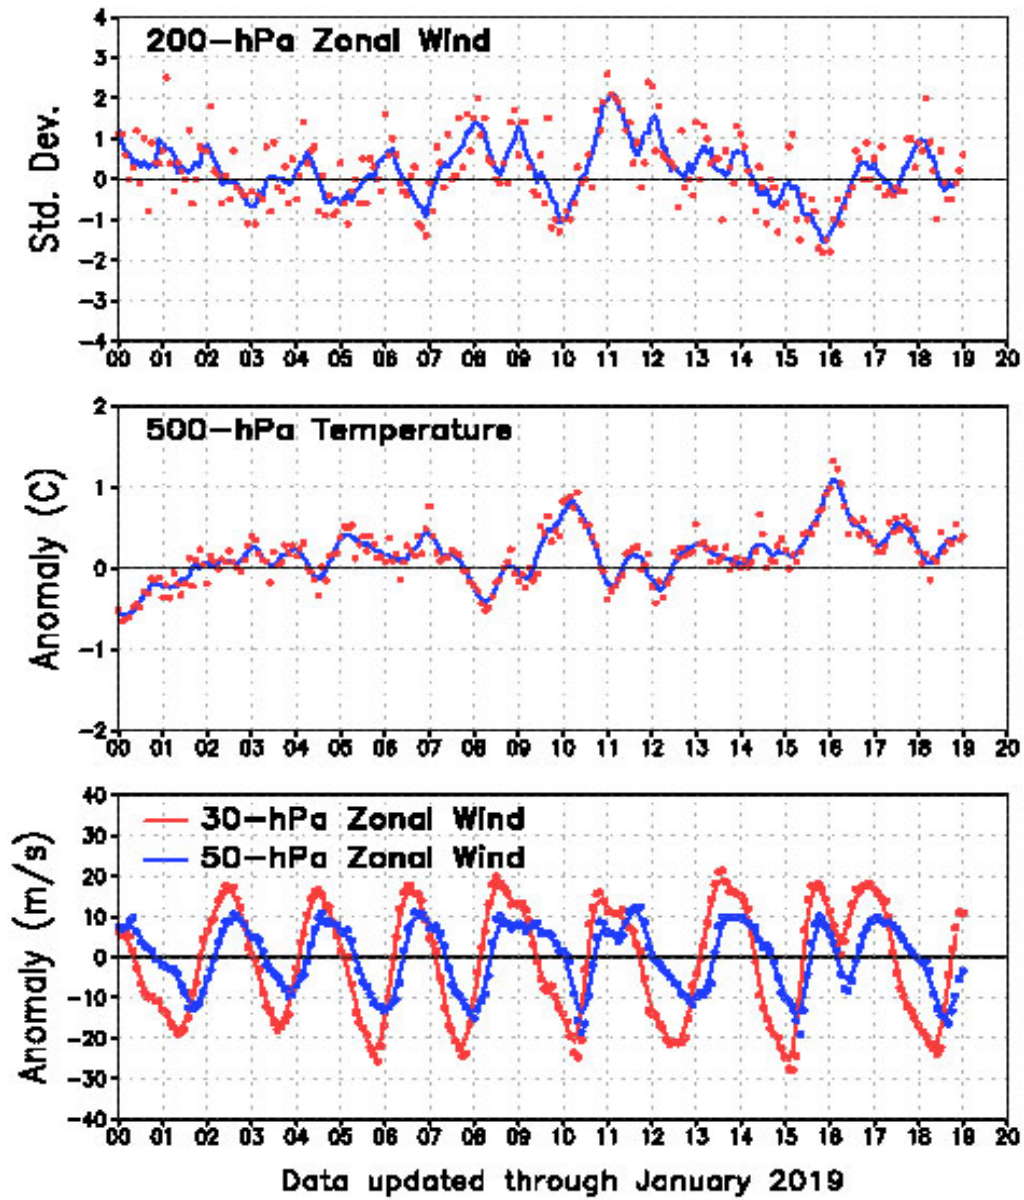 200-hPa Zonal Wind
Std. Dev.
4
3
2
1
0
-1
-2
-3
-4
00 01 02 03 04 05 06 07 08 09 10 11 12 13 14 15 16 17 18 19 20
500-hPa Temperature
Anomaly (C)
2
1
0
-1
-2
00 01 02 03 04 05 06 07 08 09 10 11 12 13 14 15 16 17 18 19 20
30-hPa Zonal Wind
50-hPa Zonal Wind
Anomaly (m/s)
40
30
20
10
0
-10
-20
-30
-40
00 01 02 03 04 05 06 07 08 09 10 11 12 13 14 15 16 17 18 19 20
Data updated through January 2019